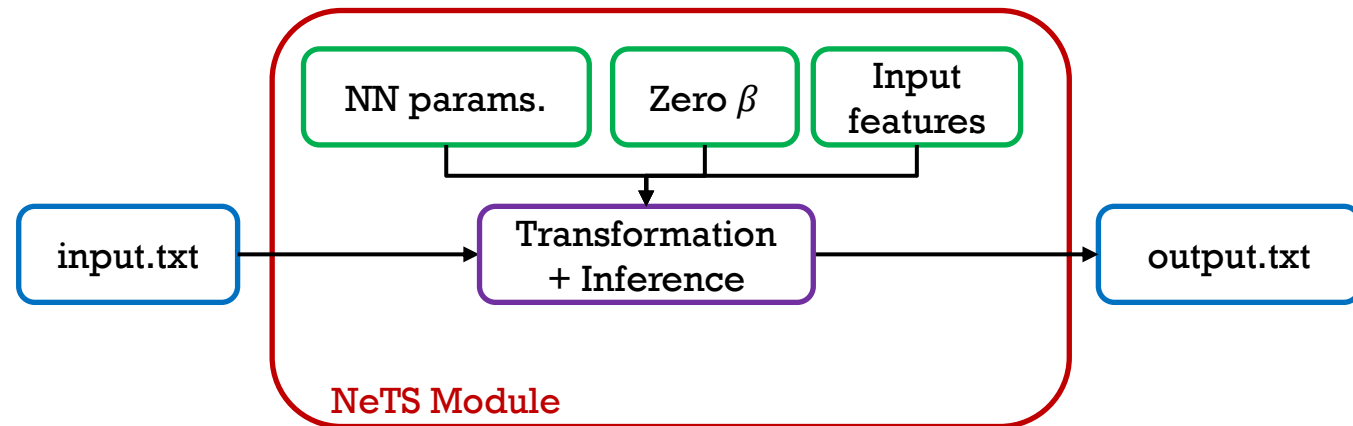 NN params.
Zero β
Input
features
input.txt
Transformation
+ Inference
output.txt
NeTS Module